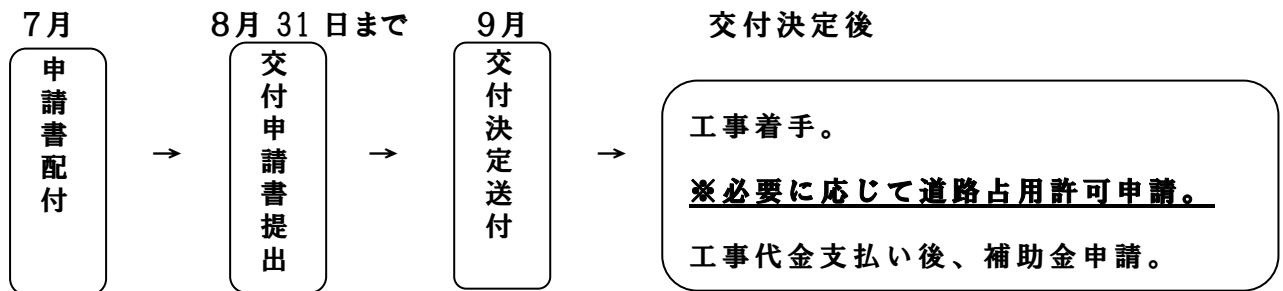 7月
申請書配付
→
8月 31 日まで
交付申請書提出
→
9月
交付決定送付
→
交付決定後
工事着手。
※必要に応じて道路占用許可申請。
工事代金支払い後、補助金申請。